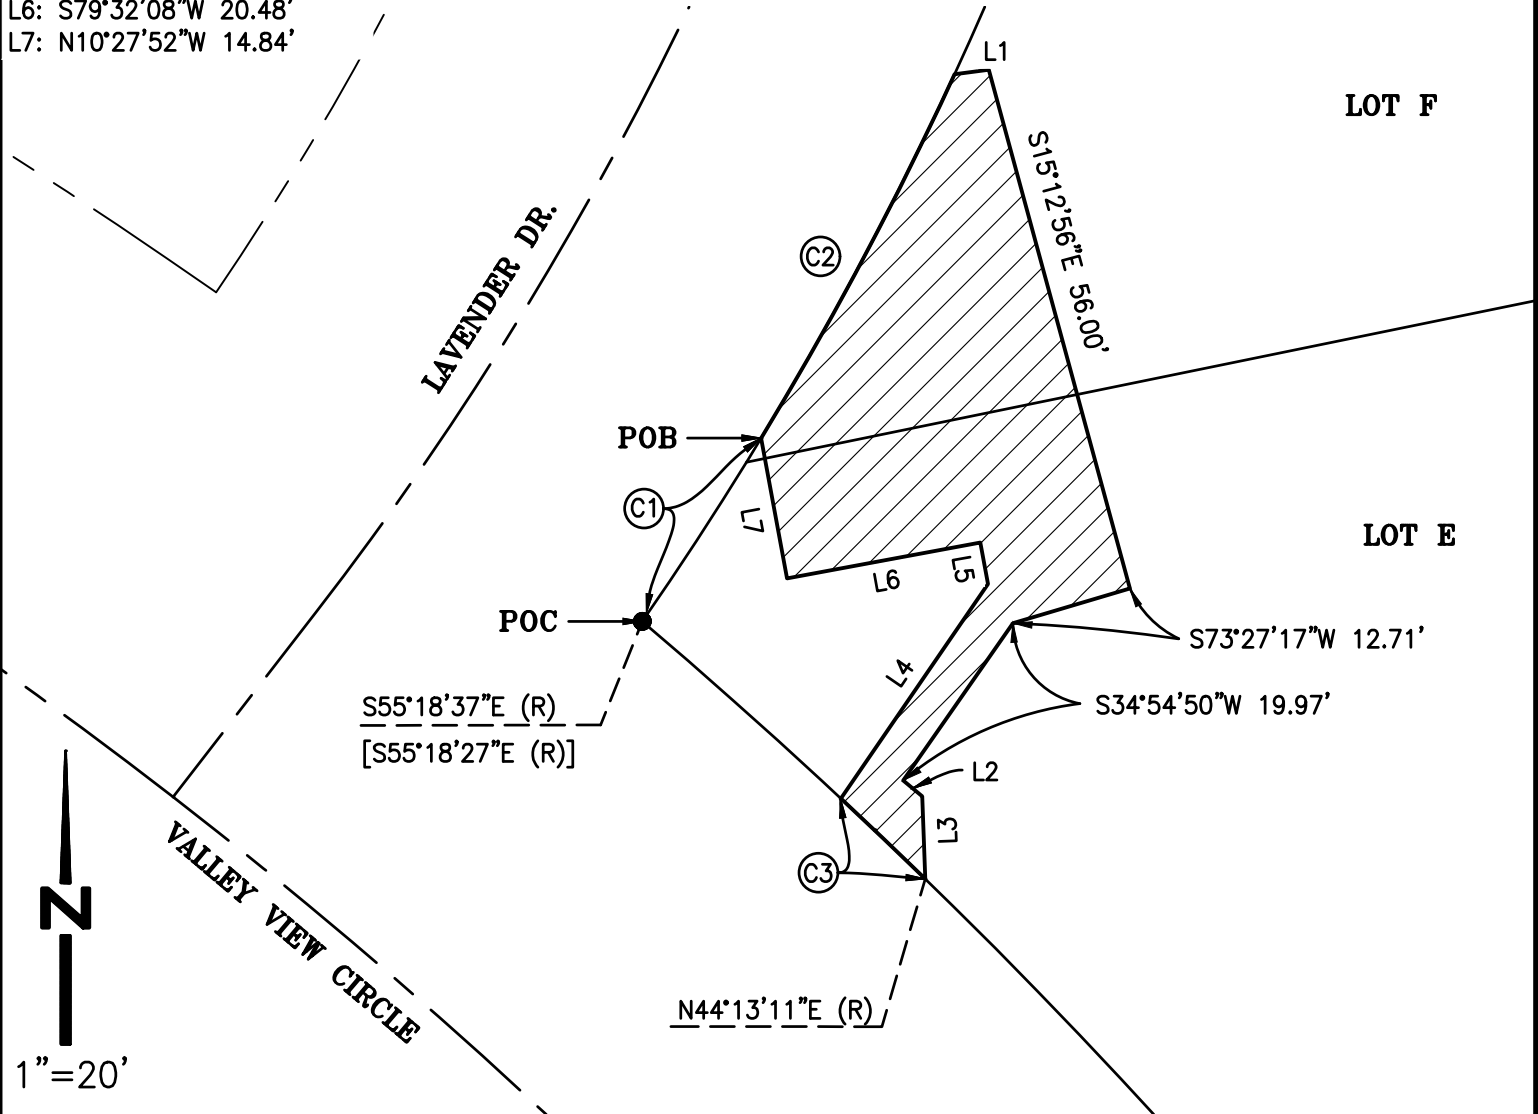 L6: S79°32'08"W 20.48'
L7: N10°27'52"W 14.84'
L1
LOT F
S15°12'56"E 56.00'
LAVENDER DR.
C2
POB
C1
L7
LOT E
L5
L6
POC
S73°27'17"W 12.71'
L4
S55°18'37"E (R)
[S55°18'27"E (R)]
S34°54'50"W 19.97'
L2
L3
VALLEY VIEW CIRCLE
C3
N
N44°13'11"E (R)
1"=20'